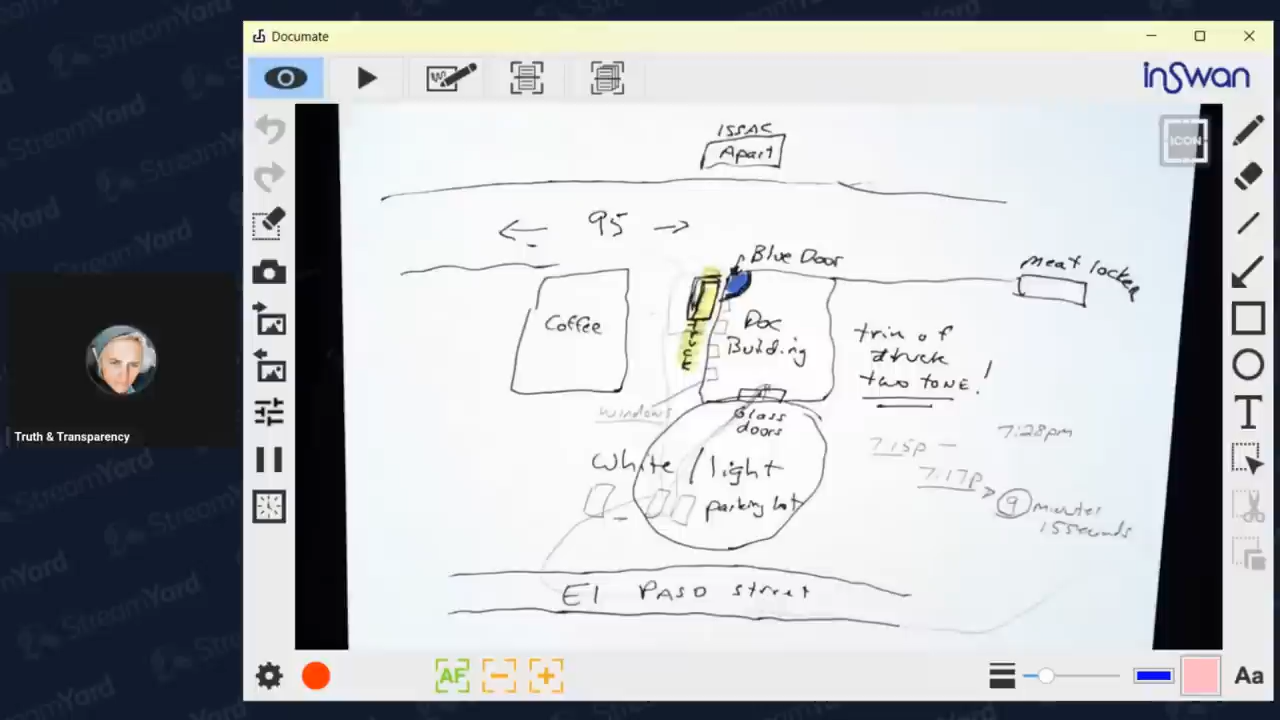 StreamYard
Documate
inSwan
ICON
ISSAC
Apart
95
Blue Door
meat locker
Coffee
Doc
Building
trim of
truck
two TONE!
windows
Glass
doors
7:15p —
7:28pm
7:17p
9 minutes
15 seconds
White / light
parking lot
El PASO street
Truth & Transparency
AF
Aa